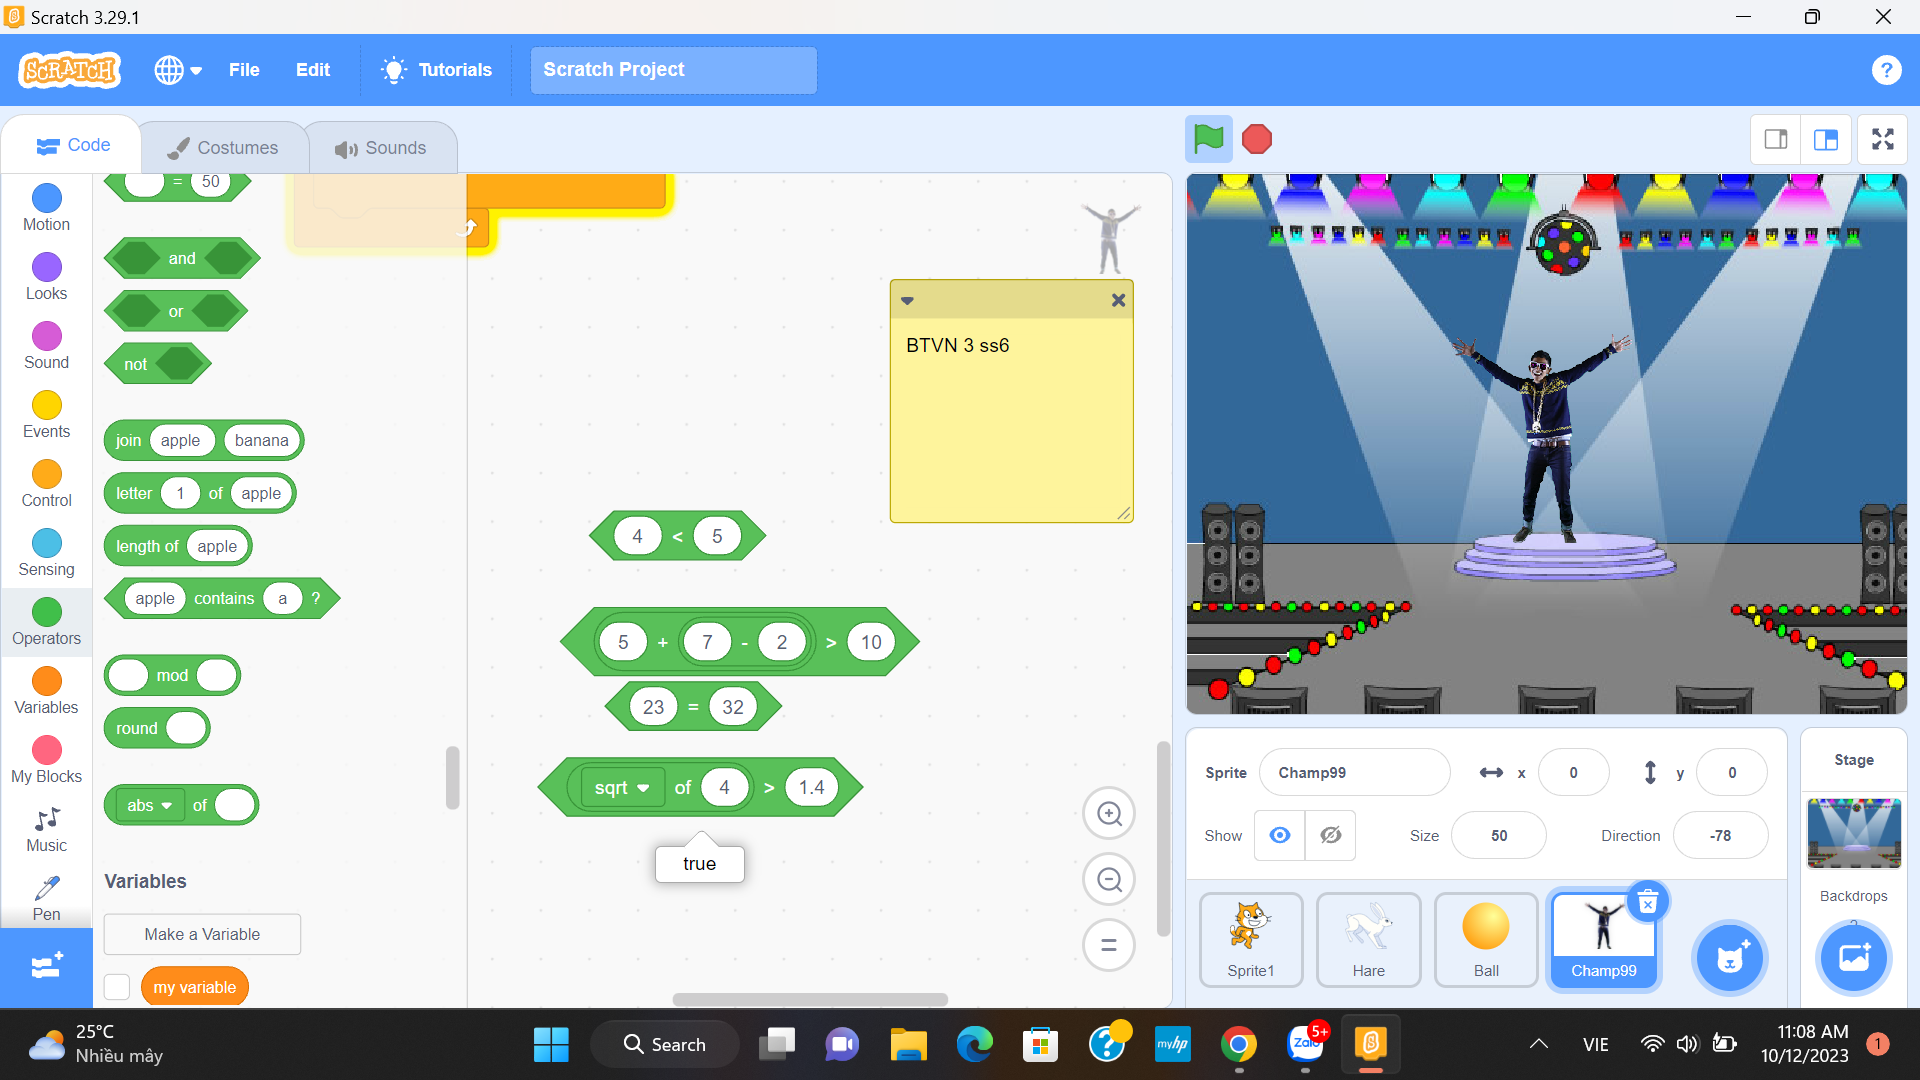 Scratch 3.29.1
SCRATCH
File
Edit
Tutorials
Scratch Project
?
Code
Costumes
Sounds
Motion
Looks
Sound
Events
Control
Sensing
Operators
Variables
My Blocks
Music
Pen
= 50
and
or
not
join apple banana
letter 1 of apple
length of apple
apple contains a ?
mod
round
abs of
Variables
Make a Variable
my variable
BTVN 3 ss6
4 < 5
5 + 7 - 2 > 10
23 = 32
sqrt of 4 > 1.4
true
Sprite Champ99 x 0 y 0
Show Size 50 Direction -78
Sprite1
Hare
Ball
Champ99
Stage
Backdrops
25°C
Nhiều mây
Search
myhp
Zalo
5+
VIE
11:08 AM
10/12/2023
1